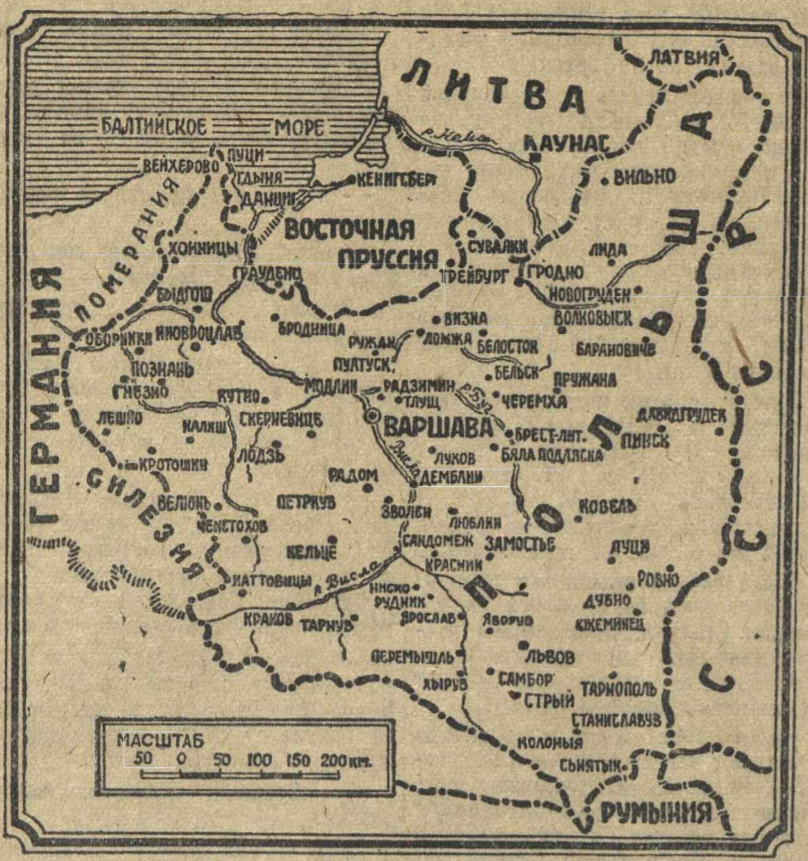 ЛИТВА
ЛАТВИЯ
БАЛТИЙСКОЕ МОРЕ
КАУНАС
ВЕЙХЕРОВО
ПУЦИ
ГДЫНЯ
ДАНЦИГ
КЕНИГСБЕРГ
ВИЛЬНО
ПОМЕРАНИЯ
ВОСТОЧНАЯ
ПРУССИЯ
СУВАЛКИ
ХОЙНИЦЫ
ГРЕЙБУРГ
ГРОДНО
ЛИДА
ГРАУДЕНЦ
НОВОГРУДЕК
БЫДГОЩ
ВОЛКОВЫСК
ГЕРМАНИЯ
ОБОРНИКИ
ИНОВРОЦЛАВ
БРОДНИЦА
ВИЗНА
РУЖАН
ЛОМЖА
БЕЛОСТОК
БАРАНОВИЧИ
ПОЗНАНЬ
ПУЛТУСК
БЕЛЬСК
ПРУЖАНА
ГНЕЗНО
КУТНО
МОДЛИН
РАДЗИМИН
р. Буг
ТЛУЩ
ЧЕРЕМХА
ЛЕШНО
СКЕРНЕВИЦЕ
ВАРШАВА
ДАВИДГРУДЕК
КАЛИШ
БРЕСТ-ЛИТ.
ПИНСК
ЛОДЗЬ
Висла
ЛУКОВ
БЯЛА ПОДЛЯСКА
КРОТОШИН
СИЛЕЗИЯ
РАДОМ
ДЕМБЛИН
ПОЛЬША
ВЕЛЮНЬ
ПЕТРКУВ
ЗВОЛЕН
ЛЮБЛИН
КОВЕЛЬ
ЧЕНСТОХОВ
КЕЛЬЦЕ
САНДОМЕЖ
ЗАМОСТЬЕ
ЛУЦК
КРАСНИК
КАТТОВИЦЫ
р. Висла
НИСКО
РУДНИК
РОВНО
ДУБНО
КЖЕМИНЕЦ
КРАКОВ
ТАРНУВ
ЯРОСЛАВ
ЯВОРУВ
ПЕРЕМЫШЛЬ
ЛЬВОВ
ХЫРУВ
САМБОР
ТАРНОПОЛЬ
СТРЫЙ
СТАНИСЛАВУВ
КОЛОМЫЯ
СНЯТЫН
РУМЫНИЯ
СССР
МАСШТАБ
50 0 50 100 150 200 КМ.